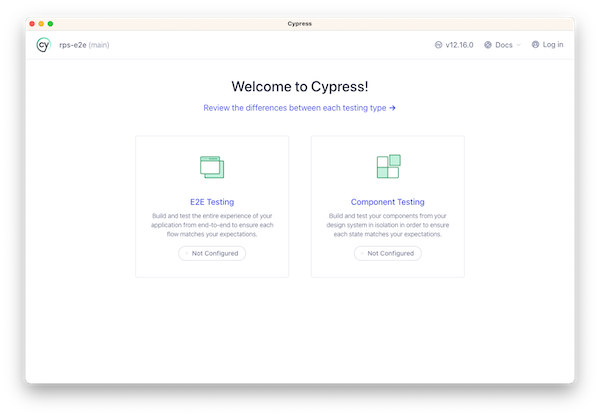 Cypress
cy rps-e2e (main) v12.16.0 Docs Log in
Welcome to Cypress!
Review the differences between each testing type →
E2E Testing
Build and test the entire experience of your
application from end-to-end to ensure each
flow matches your expectations.
Not Configured
Component Testing
Build and test your components from your
design system in isolation in order to ensure
each state matches your expectations.
Not Configured